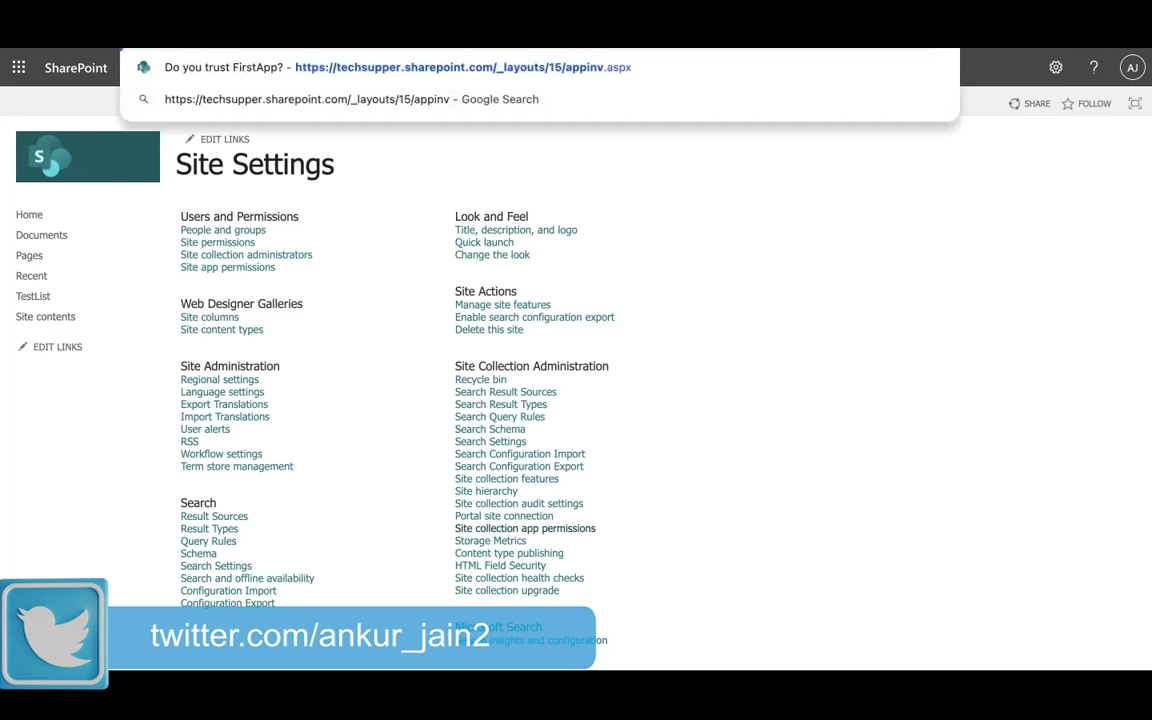 Do you trust FirstApp? - https://techsupper.sharepoint.com/_layouts/15/appinv.aspx
https://techsupper.sharepoint.com/_layouts/15/appinv - Google Search
SharePoint
?
AJ
SHARE
FOLLOW
S
EDIT LINKS
Site Settings
Home
Documents
Pages
Recent
TestList
Site contents
EDIT LINKS
Users and Permissions
People and groups
Site permissions
Site collection administrators
Site app permissions
Web Designer Galleries
Site columns
Site content types
Site Administration
Regional settings
Language settings
Export Translations
Import Translations
User alerts
RSS
Workflow settings
Term store management
Search
Result Sources
Result Types
Query Rules
Schema
Search Settings
Search and offline availability
Configuration Import
Configuration Export
Look and Feel
Title, description, and logo
Quick launch
Change the look
Site Actions
Manage site features
Enable search configuration export
Delete this site
Site Collection Administration
Recycle bin
Search Result Sources
Search Result Types
Search Query Rules
Search Schema
Search Settings
Search Configuration Import
Search Configuration Export
Site collection features
Site hierarchy
Site collection audit settings
Portal site connection
Site collection app permissions
Storage Metrics
Content type publishing
HTML Field Security
Site collection health checks
Site collection upgrade
Microsoft Search
insights and configuration
twitter.com/ankur_jain2